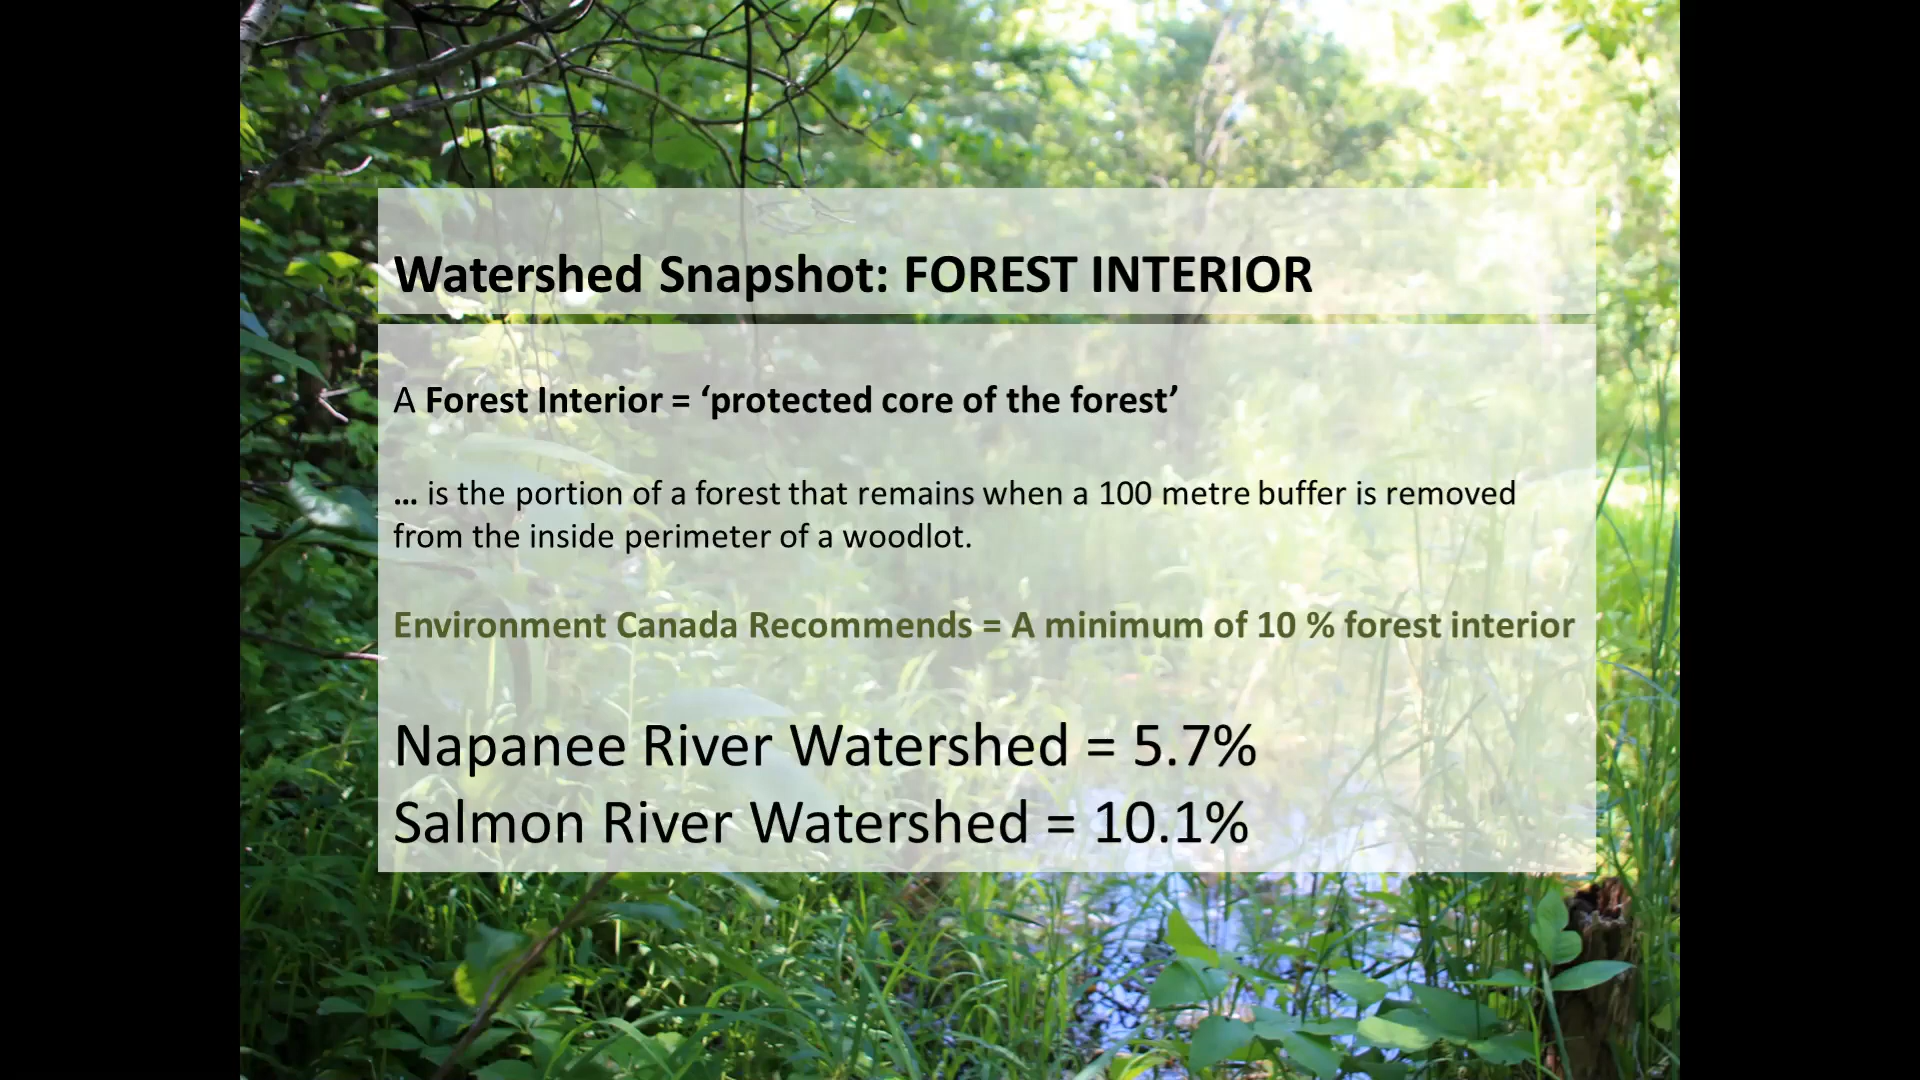 Watershed Snapshot: FOREST INTERIOR
A Forest Interior = ‘protected core of the forest’
... is the portion of a forest that remains when a 100 metre buffer is removed
from the inside perimeter of a woodlot.
Environment Canada Recommends = A minimum of 10 % forest interior
Napanee River Watershed = 5.7%
Salmon River Watershed = 10.1%